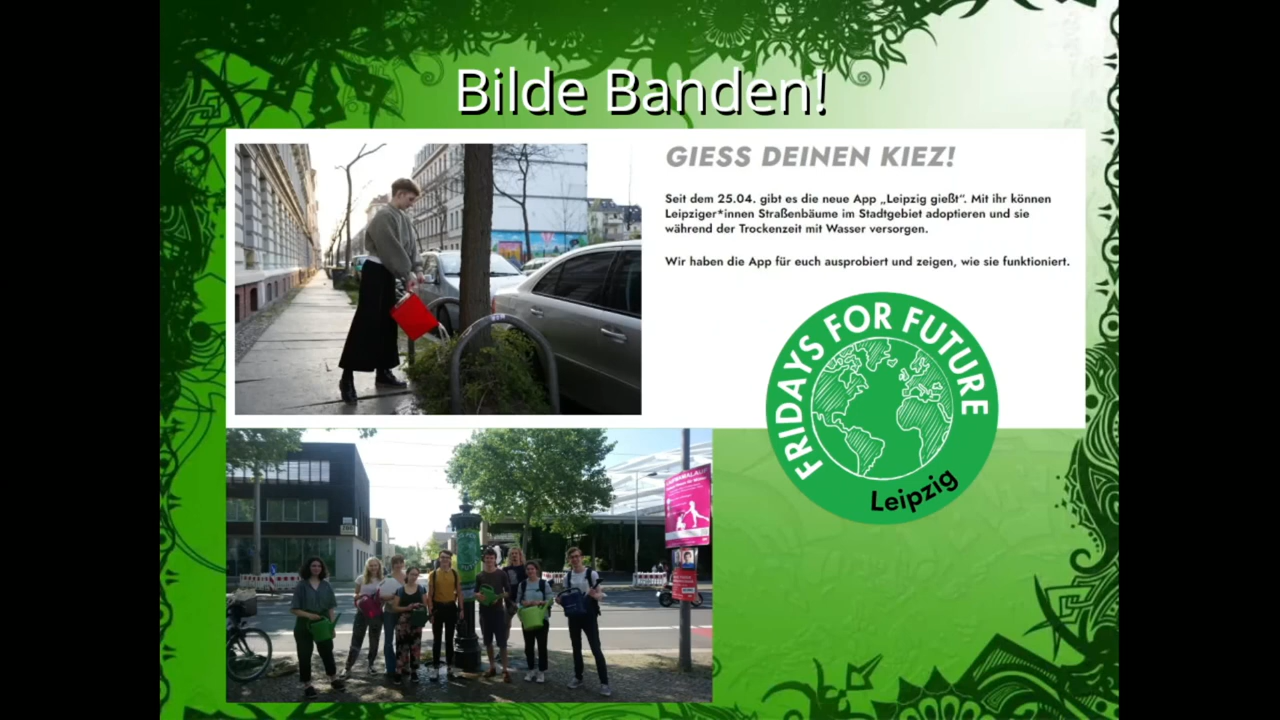 Bilde Banden!
GIESS DEINEN KIEZ!
Seit dem 25.04. gibt es die neue App „Leipzig gießt“. Mit ihr können
Leipziger*innen Straßenbäume im Stadtgebiet adoptieren und sie
während der Trockenzeit mit Wasser versorgen.
Wir haben die App für euch ausprobiert und zeigen, wie sie funktioniert.
FRIDAYS FOR FUTURE
Leipzig